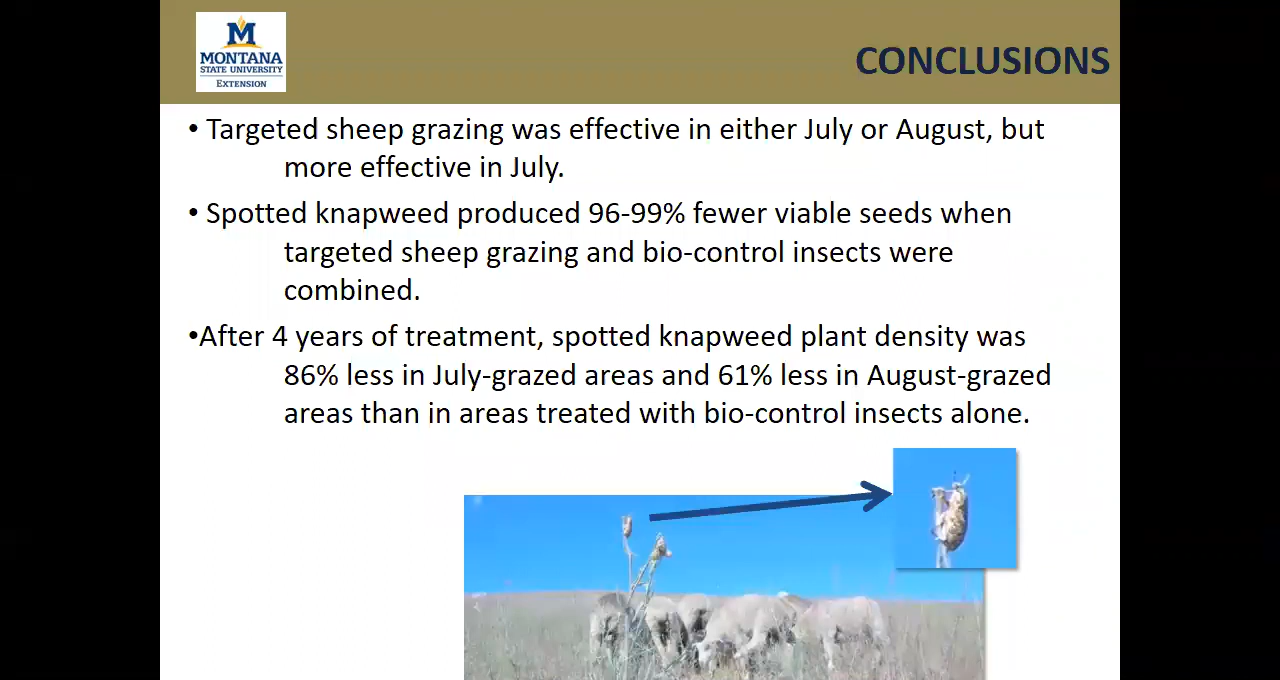 M
MONTANA
STATE UNIVERSITY
EXTENSION
CONCLUSIONS
• Targeted sheep grazing was effective in either July or August, but
more effective in July.
• Spotted knapweed produced 96-99% fewer viable seeds when
targeted sheep grazing and bio-control insects were
combined.
•After 4 years of treatment, spotted knapweed plant density was
86% less in July-grazed areas and 61% less in August-grazed
areas than in areas treated with bio-control insects alone.